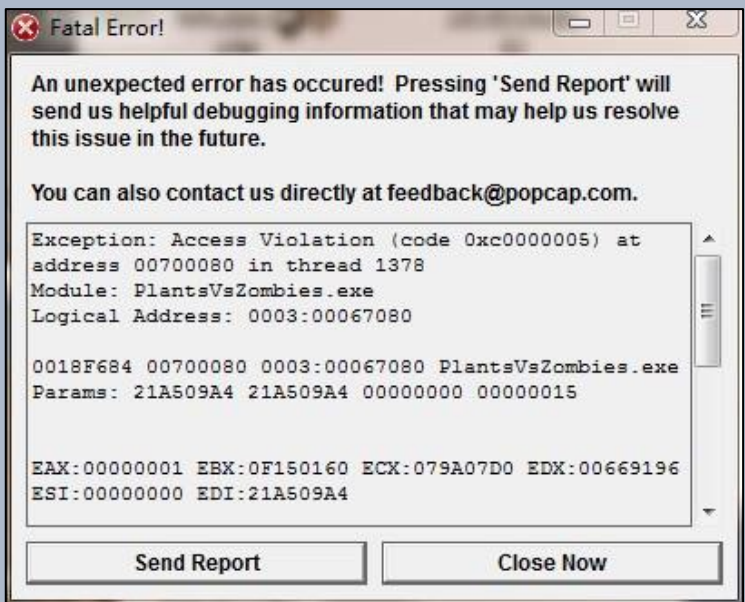 Fatal Error!
An unexpected error has occured! Pressing 'Send Report' will
send us helpful debugging information that may help us resolve
this issue in the future.
You can also contact us directly at feedback@popcap.com.
Exception: Access Violation (code 0xc0000005) at
address 00700080 in thread 1378
Module: PlantsVsZombies.exe
Logical Address: 0003:00067080
0018F684 00700080 0003:00067080 PlantsVsZombies.exe
Params: 21A509A4 21A509A4 00000000 00000015
EAX:00000001 EBX:0F150160 ECX:079A07D0 EDX:00669196
ESI:00000000 EDI:21A509A4
Send Report
Close Now